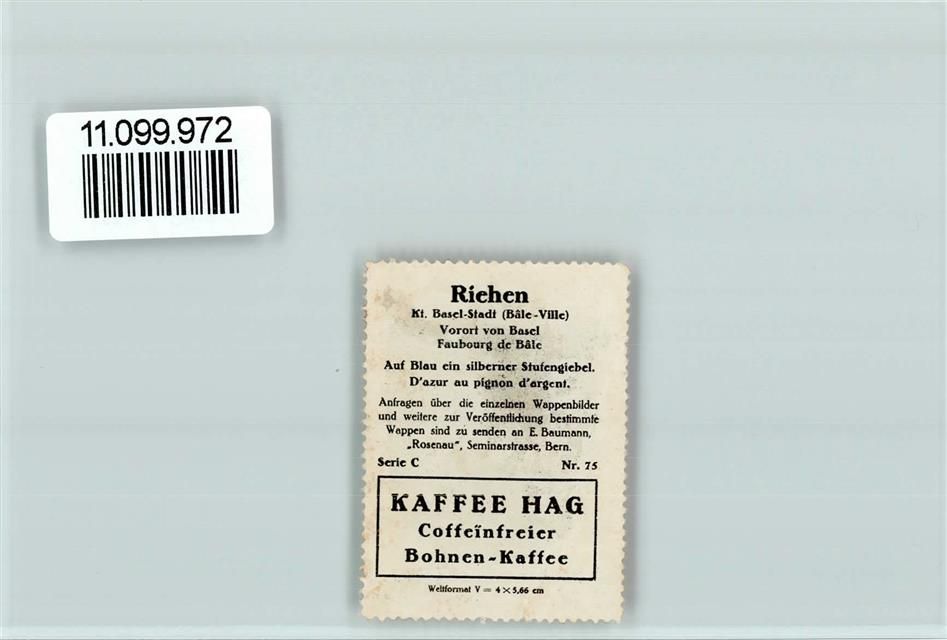 11.099.972
Riehen
Kt. Basel-Stadt (Bâle-Ville)
Vorort von Basel
Faubourg de Bâle
Auf Blau ein silberner Stufengiebel.
D'azur au pignon d'argent.
Anfragen über die einzelnen Wappenbilder
und weitere zur Veröffentlichung bestimmte
Wappen sind zu senden an E. Baumann,
„Rosenau", Seminarstrasse, Bern.
Serie C Nr. 75
KAFFEE HAG
Coffeïnfreier
Bohnen-Kaffee
Weltformat V = 4 × 5,66 cm